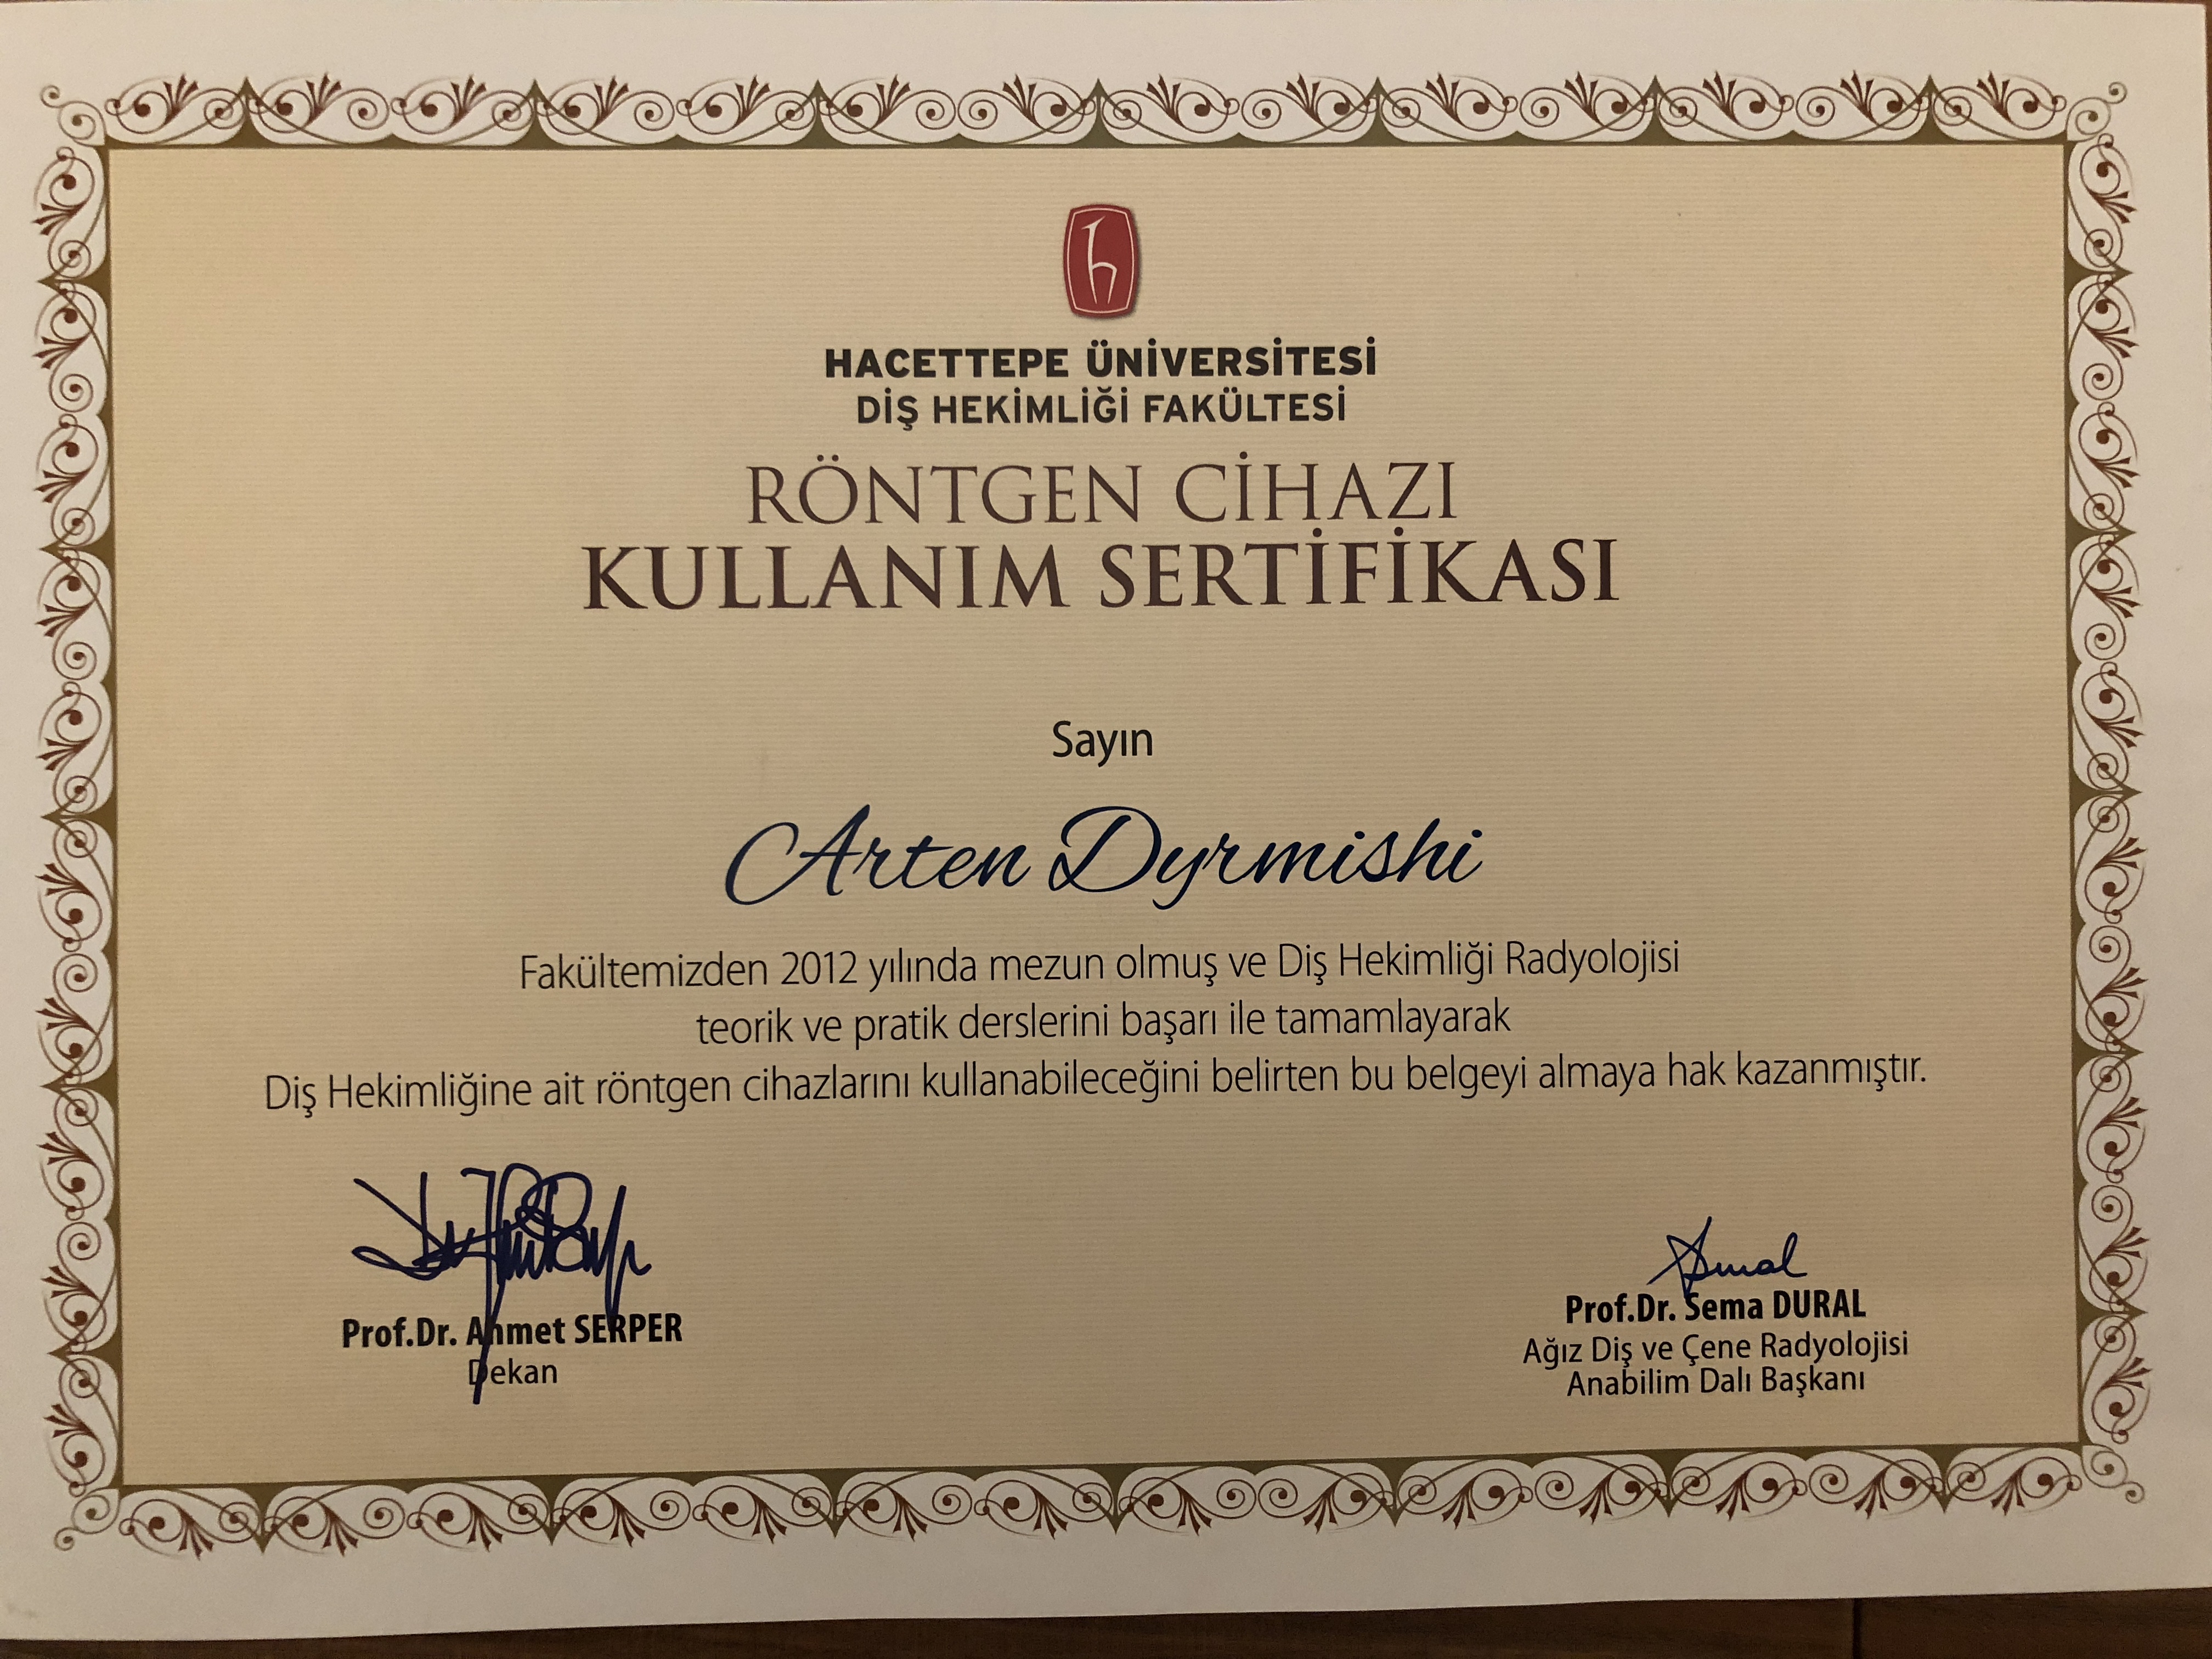 HACETTEPE ÜNİVERSİTESİ
DİŞ HEKİMLİĞİ FAKÜLTESİ
RÖNTGEN CİHAZI
KULLANIM SERTİFİKASI
Sayın
Arten Dyrmishi
Fakültemizden 2012 yılında mezun olmuş ve Diş Hekimliği Radyolojisi
teorik ve pratik derslerini başarı ile tamamlayarak
Diş Hekimliğine ait röntgen cihazlarını kullanabileceğini belirten bu belgeyi almaya hak kazanmıştır.
Prof.Dr. Ahmet SERPER
Dekan
Prof.Dr. Sema DURAL
Ağız Diş ve Çene Radyolojisi
Anabilim Dalı Başkanı